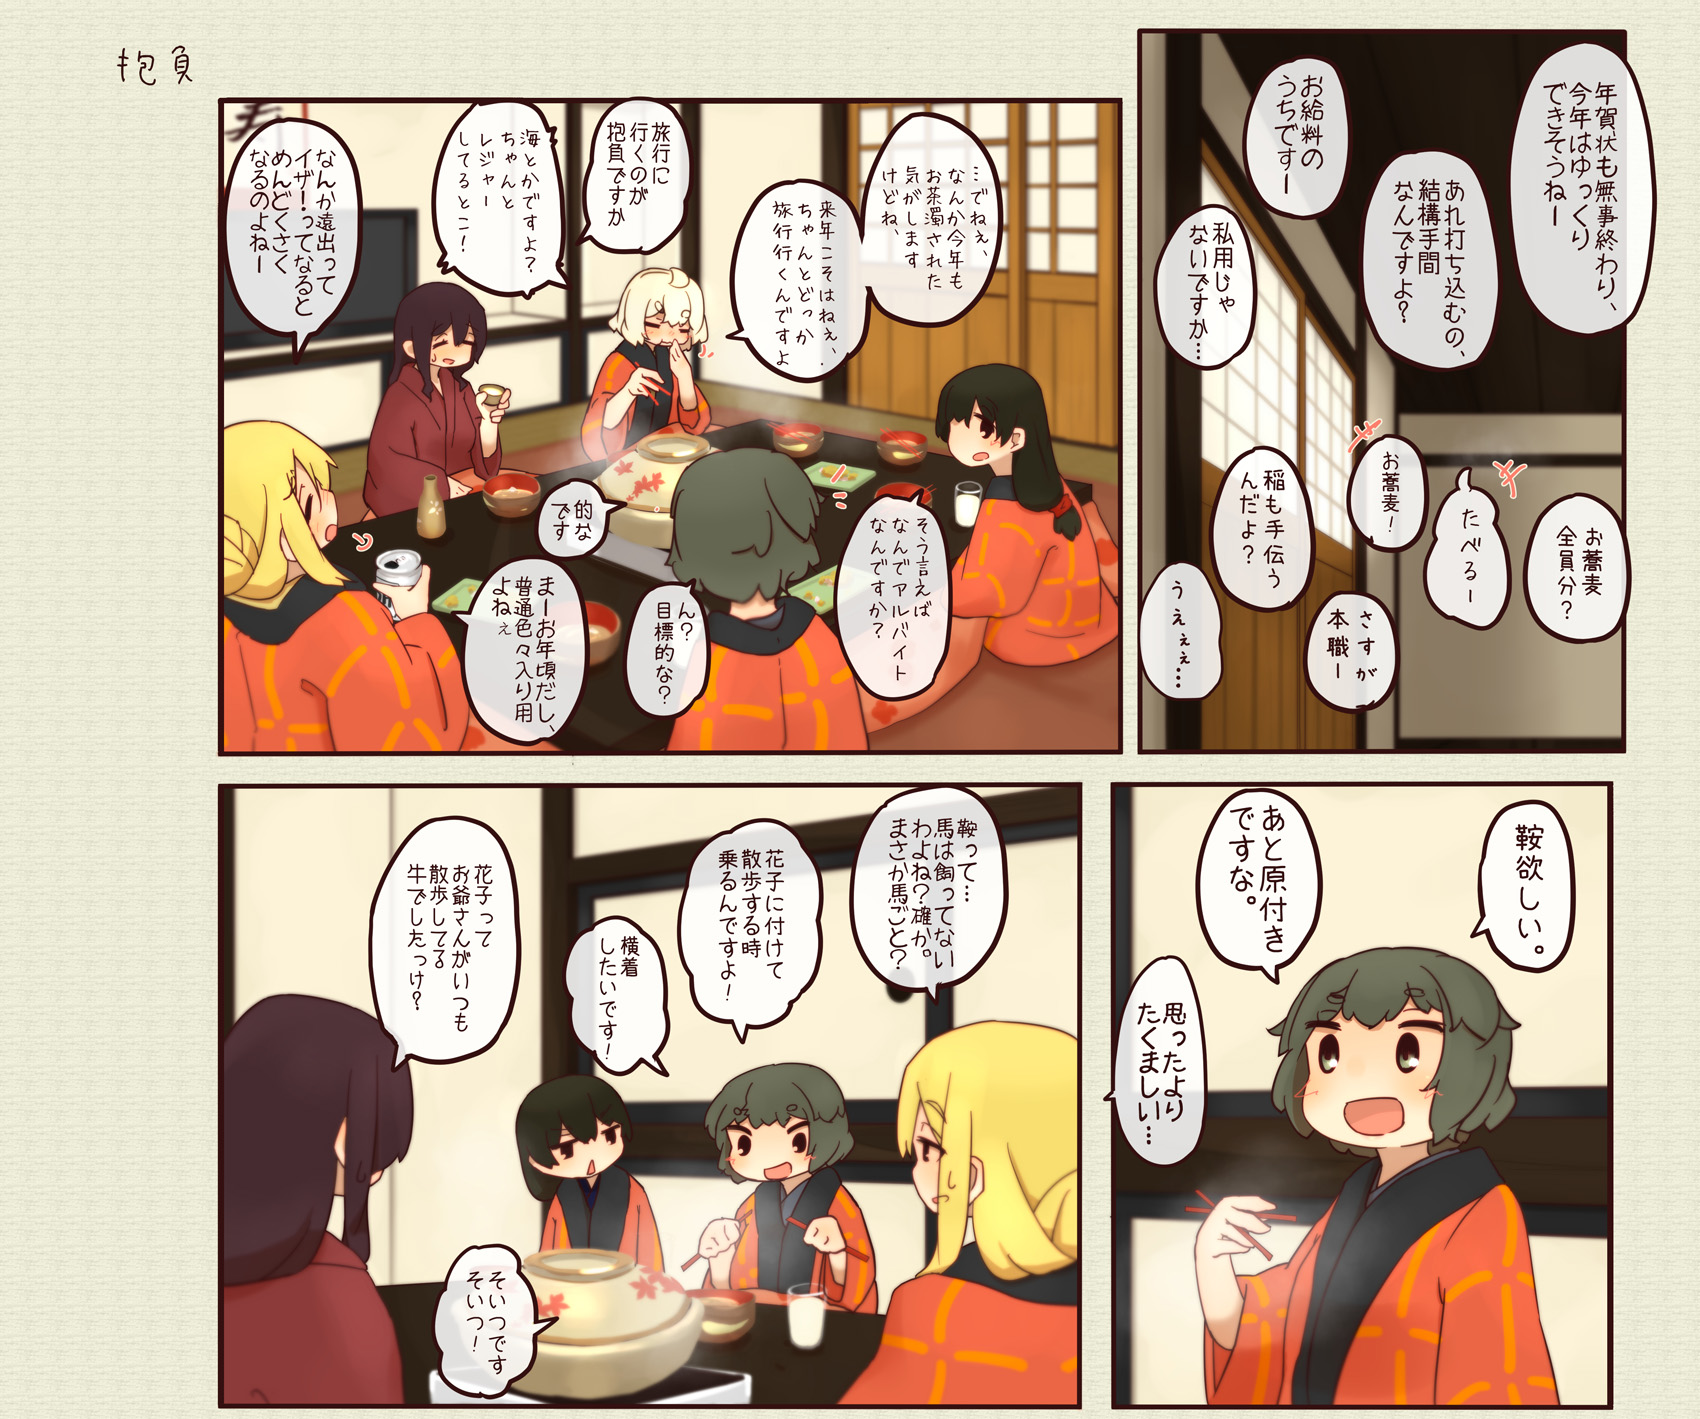 抱負
年賀状も無事終わり、
今年はゆっくり
できそうねー
お給料の
うちですー
あれ打ち込むの、
結構手間
なんですよ?
私用じゃ
ないですか…
お蕎麦
全員分?
たべるー
お蕎麦!
さすが
本職ー
稲も手伝う
んだよ?
うぇぇぇ…
…でねぇ、
なんか今年も
お茶濁された
気がします
けどね、
来年こそはねぇ、
ちゃんとどっか
旅行行くんですよ
旅行に
行くのが
抱負ですか
海とかですよ?
ちゃんと
レジャー
してるとこ!
なんか遠出って
イザ!ってなると
めんどくさく
なるのよねー
そう言えば
なんでアルバイト
なんですか?
ん?
目標的な?
的な
です
まーお年頃だし、
普通色々入り用
よねぇ
鞍欲しい。
あと原付き
ですな。
思ったより
たくましい…
鞍って…
馬は飼ってない
わよね?確か。
まさか馬ごと?
花子に付けて
散歩する時
乗るんですよ!
横着
したいです!
花子って
お爺さんがいつも
散歩してる
牛でしたっけ?
そいつです
そいつ!